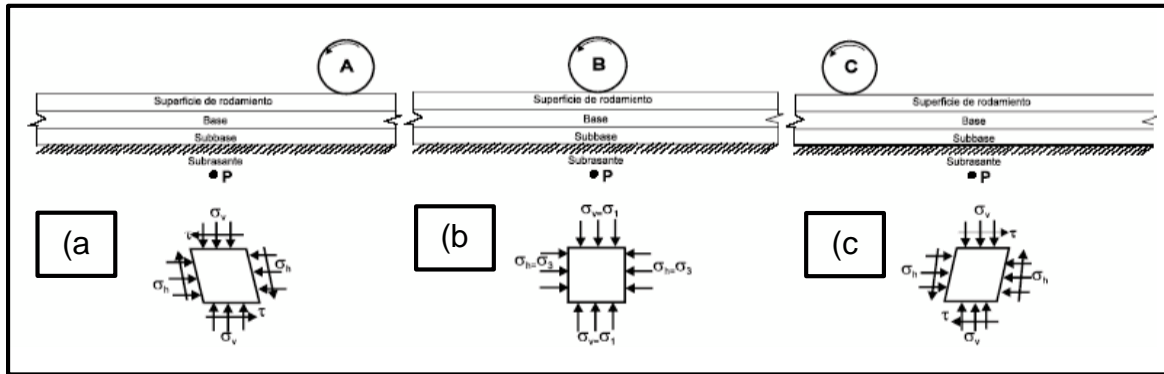 A
Superficie de rodamiento
Base
Subbase
Subrasante
P
(a
σv
τ
σh
σh
τ
σv
B
Superficie de rodamiento
Base
Subbase
Subrasante
P
(b
σv=σ1
σh=σ3
σh=σ3
σv=σ1
C
Superficie de rodamiento
Base
Subbase
Subrasante
P
(c
σv
τ
σh
σh
τ
σv